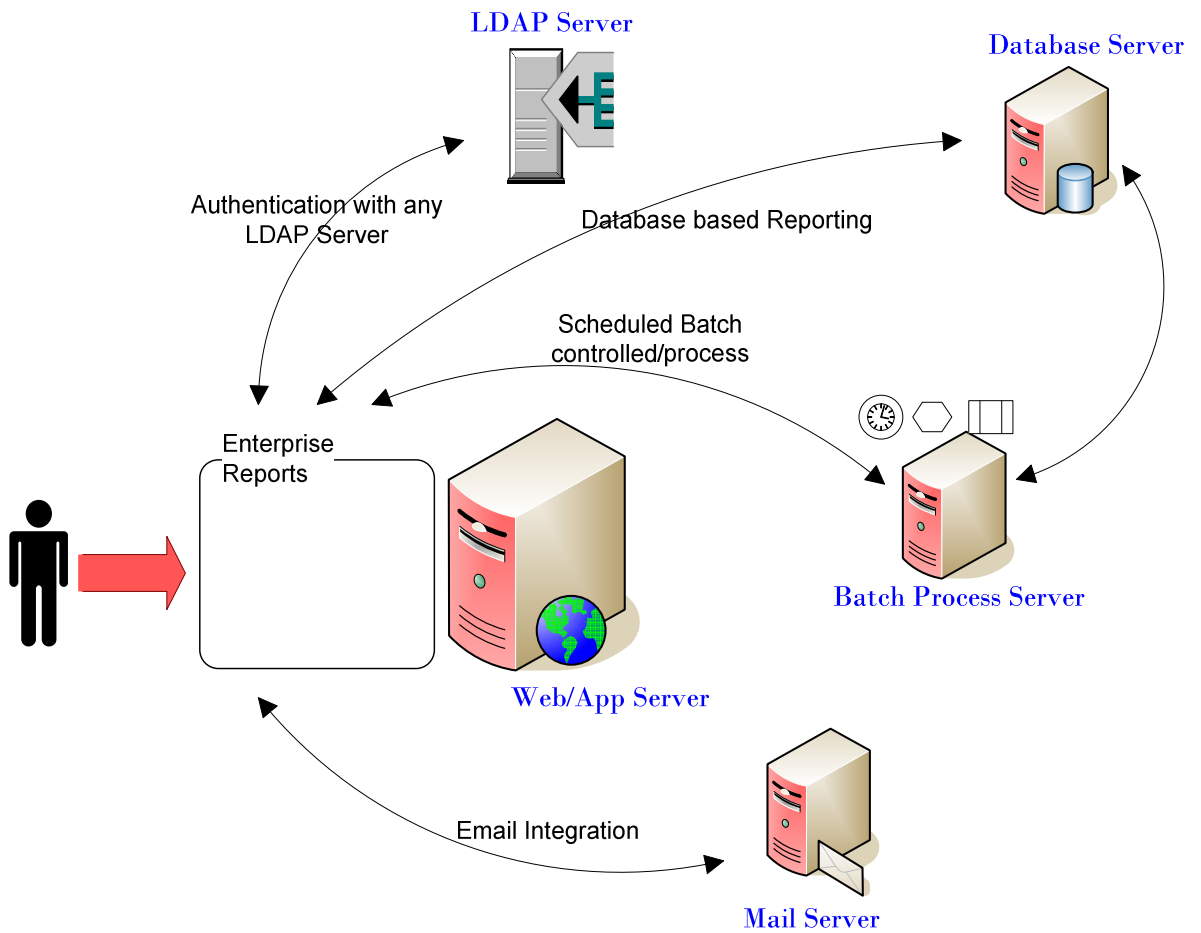 LDAP Server
Database Server
Authentication with any
LDAP Server
Database based Reporting
Scheduled Batch
controlled/process
Enterprise
Reports
Batch Process Server
Web/App Server
Email Integration
Mail Server